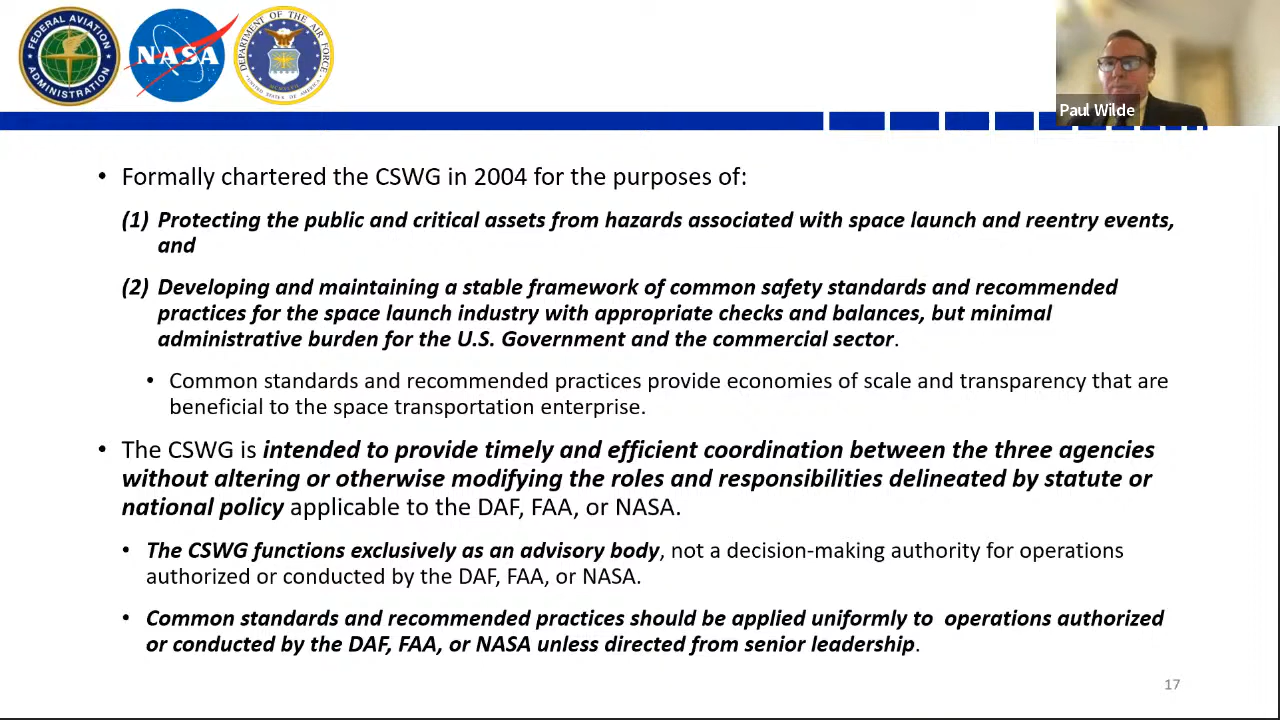 FEDERAL AVIATION
ADMINISTRATION
NASA
DEPARTMENT OF THE AIR FORCE
UNITED STATES OF AMERICA
Paul Wilde
• Formally chartered the CSWG in 2004 for the purposes of:
(1) Protecting the public and critical assets from hazards associated with space launch and reentry events,
and
(2) Developing and maintaining a stable framework of common safety standards and recommended
practices for the space launch industry with appropriate checks and balances, but minimal
administrative burden for the U.S. Government and the commercial sector.
• Common standards and recommended practices provide economies of scale and transparency that are
beneficial to the space transportation enterprise.
• The CSWG is intended to provide timely and efficient coordination between the three agencies
without altering or otherwise modifying the roles and responsibilities delineated by statute or
national policy applicable to the DAF, FAA, or NASA.
• The CSWG functions exclusively as an advisory body, not a decision-making authority for operations
authorized or conducted by the DAF, FAA, or NASA.
• Common standards and recommended practices should be applied uniformly to  operations authorized
or conducted by the DAF, FAA, or NASA unless directed from senior leadership.
17